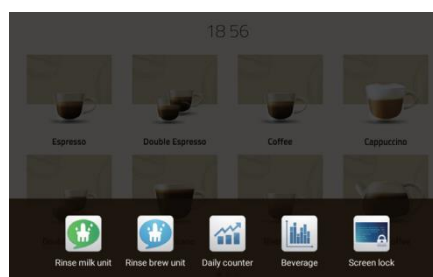 18 56
Espresso
Double Espresso
Coffee
Cappuccino
Rinse milk unit
Rinse brew unit
Daily counter
Beverage
Screen lock